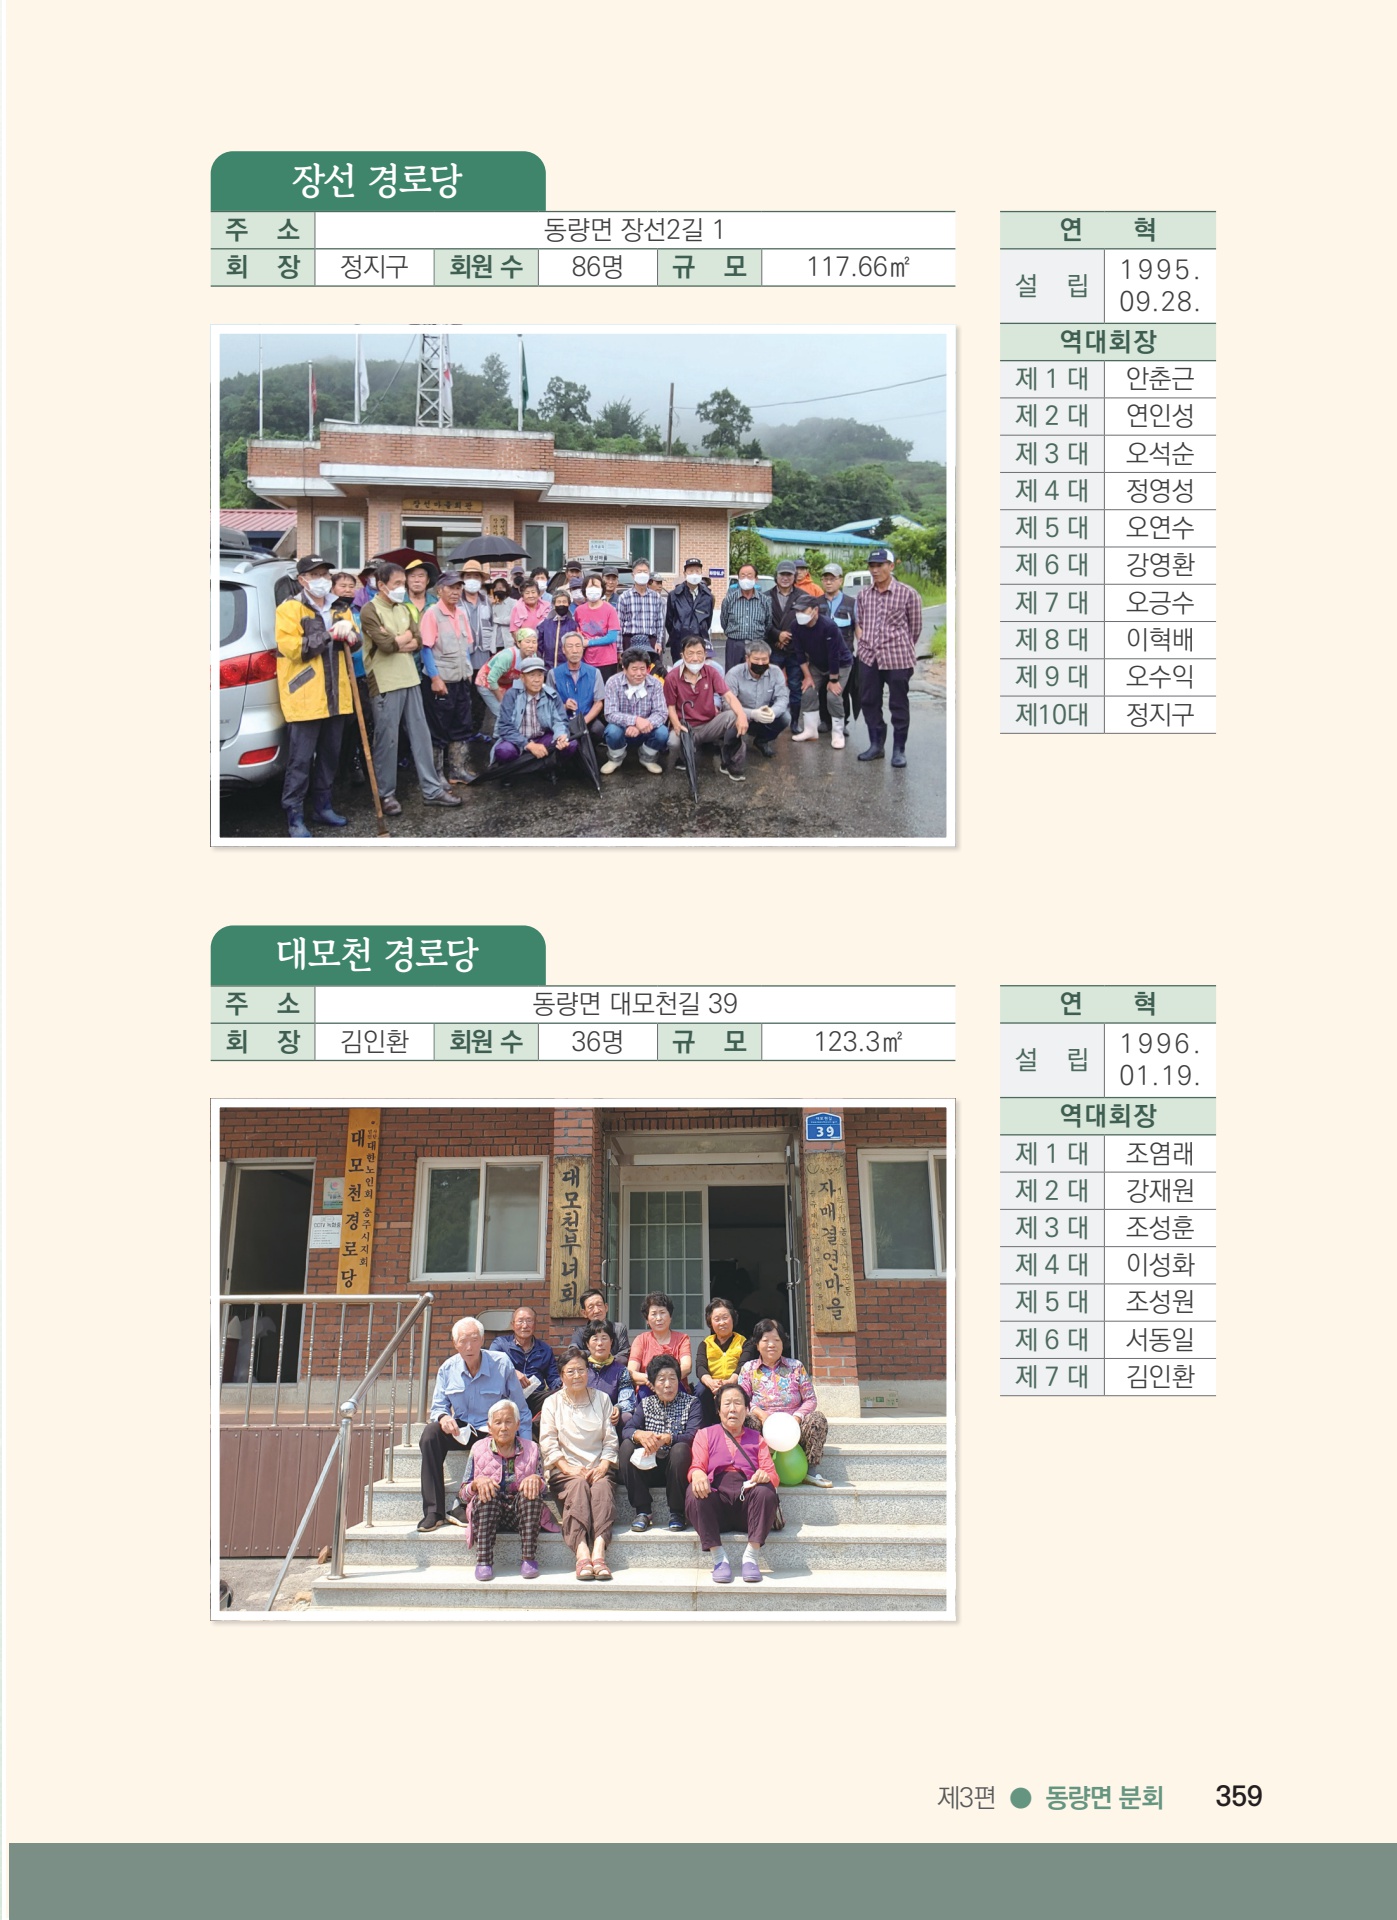 장선 경로당
주 소 동량면 장선2길 1
회 장 정지구 회원 수 86명 규 모 117.66㎡
연 혁
설 립 1995. 09.28.
역대회장
제 1 대 안춘근
제 2 대 연인성
제 3 대 오석순
제 4 대 정영성
제 5 대 오연수
제 6 대 강영환
제 7 대 오긍수
제 8 대 이혁배
제 9 대 오수익
제10대 정지구
장선마을회관
대모천 경로당
주 소 동량면 대모천길 39
회 장 김인환 회원 수 36명 규 모 123.3㎡
연 혁
설 립 1996. 01.19.
역대회장
제 1 대 조염래
제 2 대 강재원
제 3 대 조성훈
제 4 대 이성화
제 5 대 조성원
제 6 대 서동일
제 7 대 김인환
대한노인회 충주시지회
대모천경로당
대모천부녀회
39
자매결연마을
제3편 ● 동량면 분회 359